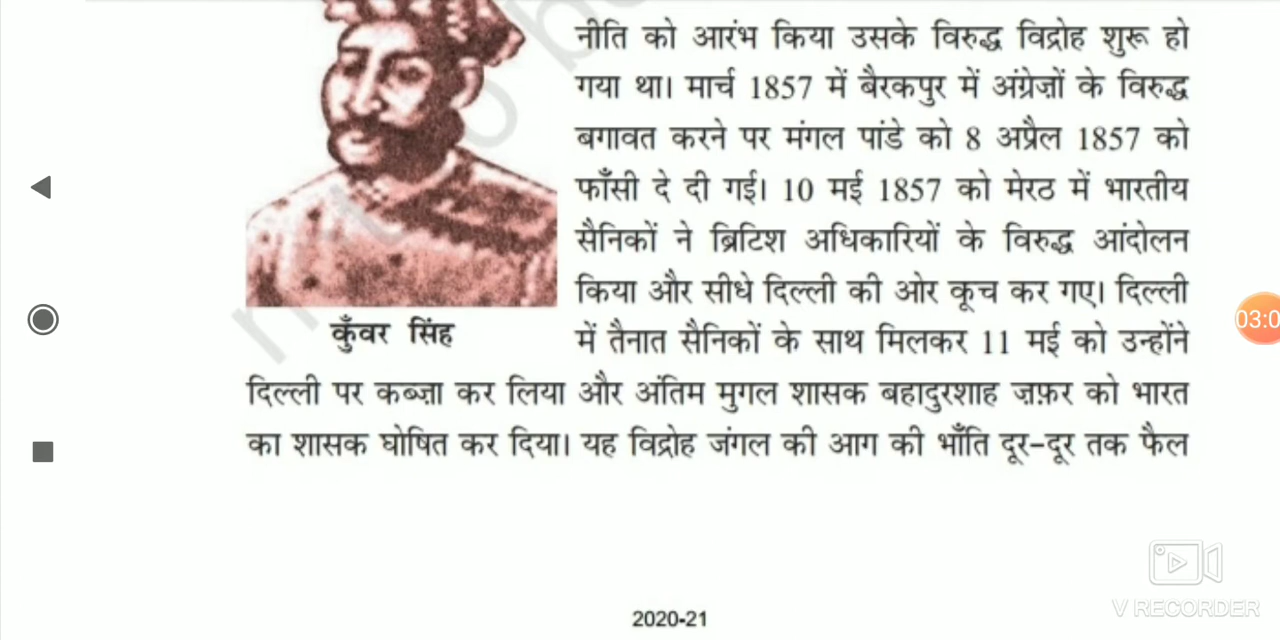 नीति को आरंभ किया उसके विरुद्ध विद्रोह शुरू हो
गया था। मार्च 1857 में बैरकपुर में अंग्रेज़ों के विरुद्ध
बगावत करने पर मंगल पांडे को 8 अप्रैल 1857 को
फाँसी दे दी गई। 10 मई 1857 को मेरठ में भारतीय
सैनिकों ने ब्रिटिश अधिकारियों के विरुद्ध आंदोलन
किया और सीधे दिल्ली की ओर कूच कर गए। दिल्ली
कुँवर सिंह
में तैनात सैनिकों के साथ मिलकर 11 मई को उन्होंने
दिल्ली पर कब्ज़ा कर लिया और अंतिम मुगल शासक बहादुरशाह ज़फ़र को भारत
का शासक घोषित कर दिया। यह विद्रोह जंगल की आग की भाँति दूर-दूर तक फैल
2020-21
03:0
V RECORDER